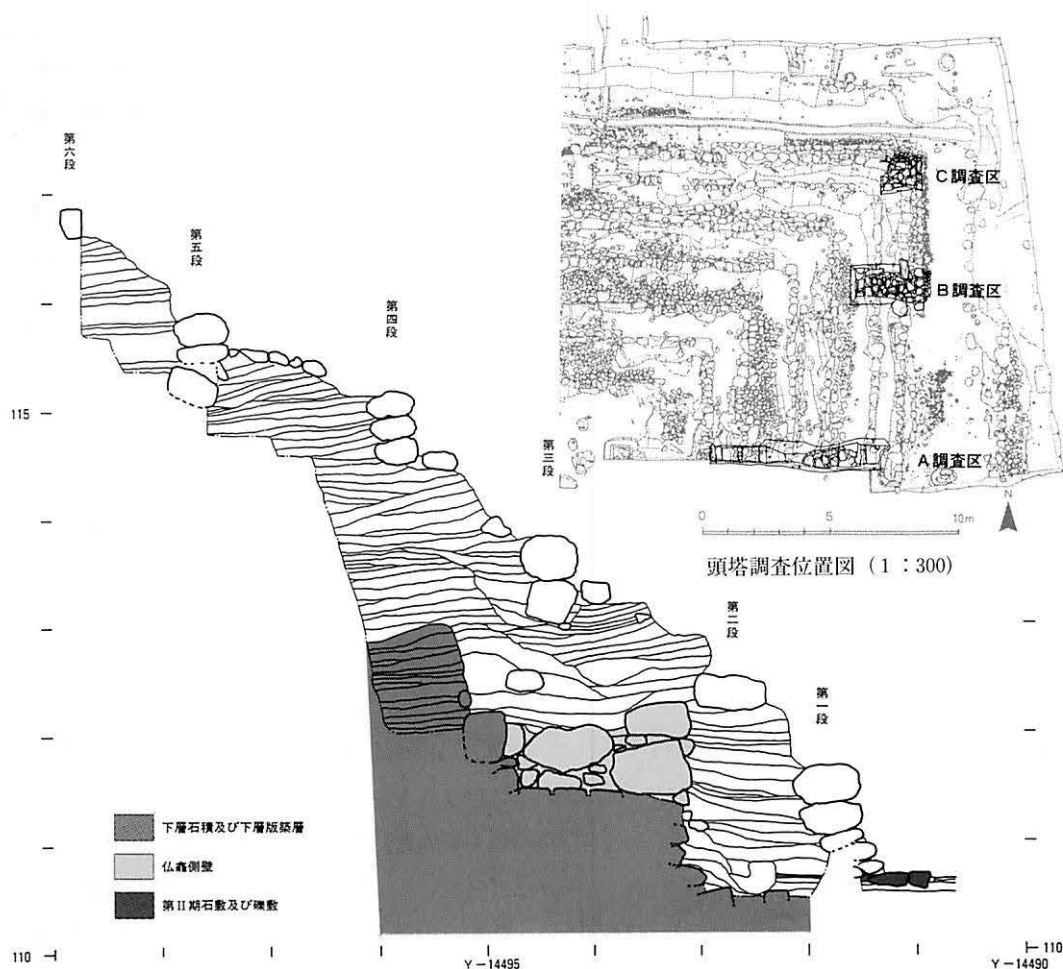 第六段
第五段
第四段
第三段
第二段
第一段
C調査区
B調査区
A調査区
N
0 5 10m
頭塔調査位置図(1:300)
115
下層石積及び下層版築層
仏龕側壁
第II期石敷及び礫敷
110
Y-14495
110
Y-14490